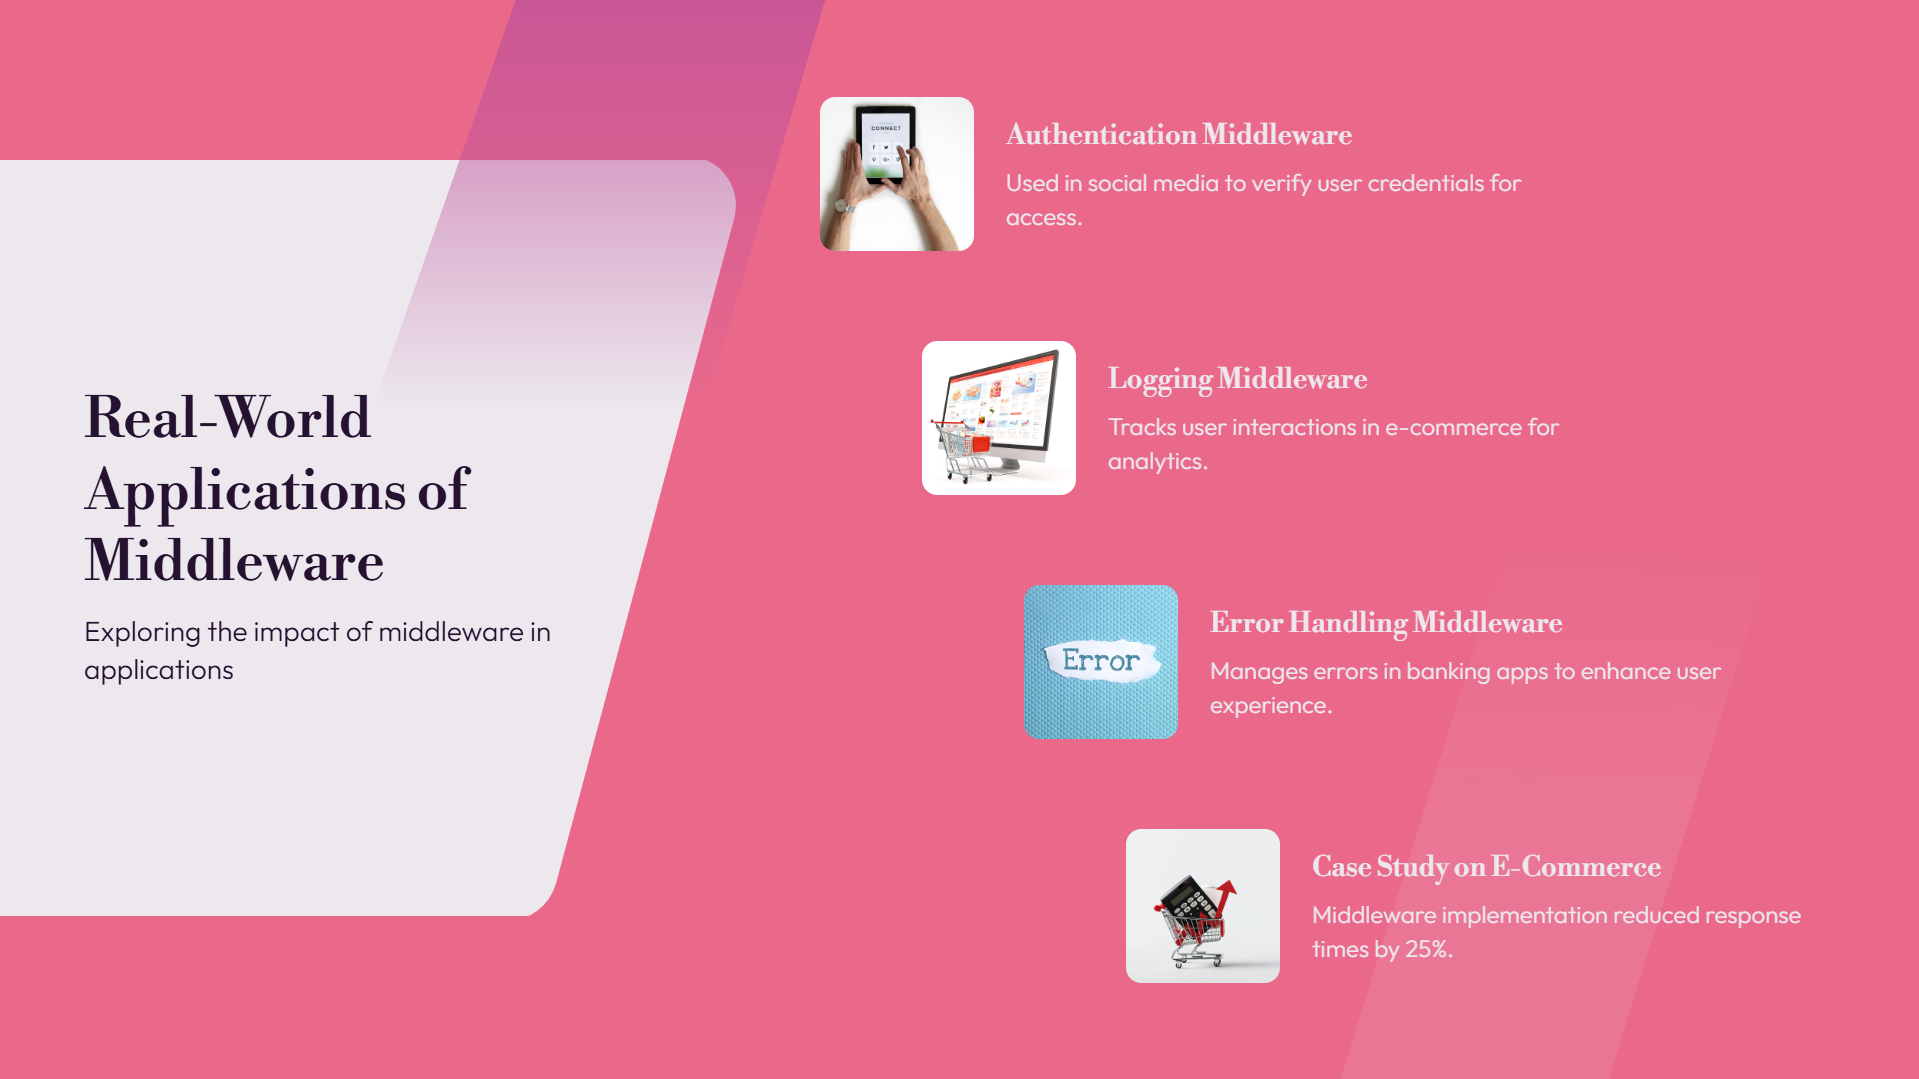 Real-World
Applications of
Middleware
Exploring the impact of middleware in
applications
CONNECT
Authentication Middleware
Used in social media to verify user credentials for
access.
Logging Middleware
Tracks user interactions in e-commerce for
analytics.
Error
Error Handling Middleware
Manages errors in banking apps to enhance user
experience.
Case Study on E-Commerce
Middleware implementation reduced response
times by 25%.